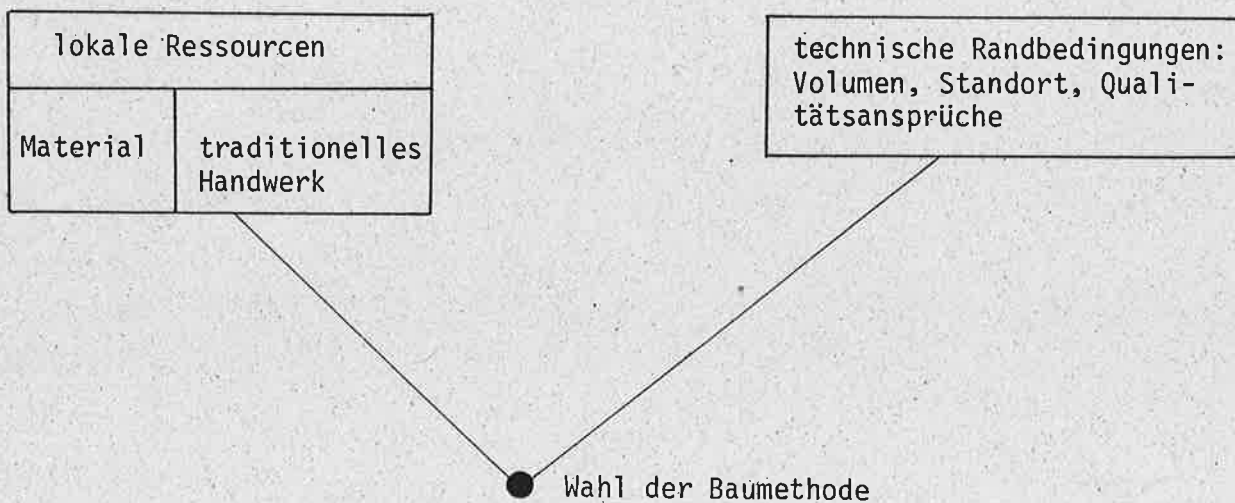 lokale Ressourcen
Material
traditionelles
Handwerk
technische Randbedingungen:
Volumen, Standort, Quali-
tätsansprüche
Wahl der Baumethode